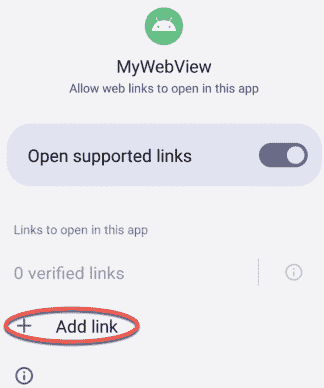 MyWebView
Allow web links to open in this app
Open supported links
Links to open in this app
0 verified links
+ Add link